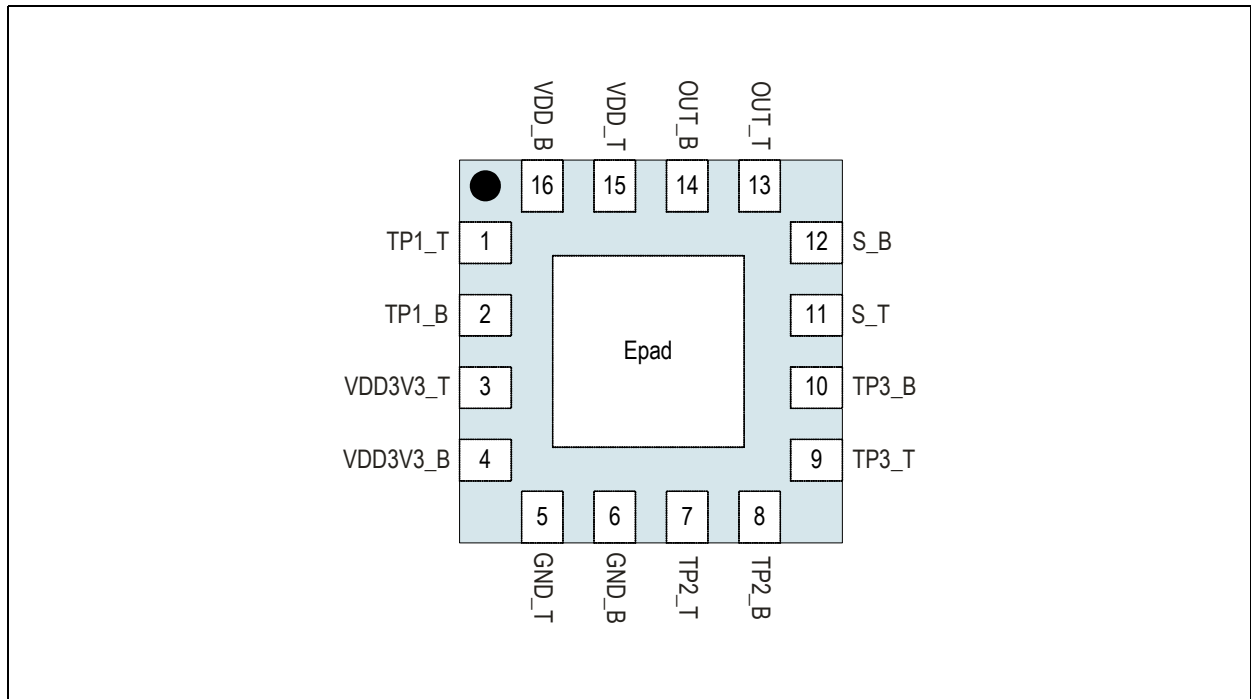 VDD_B
VDD_T
OUT_B
OUT_T
16
15
14
13
TP1_T 1
12 S_B
TP1_B 2
11 S_T
Epad
VDD3V3_T 3
10 TP3_B
VDD3V3_B 4
9 TP3_T
5
6
7
8
GND_T
GND_B
TP2_T
TP2_B